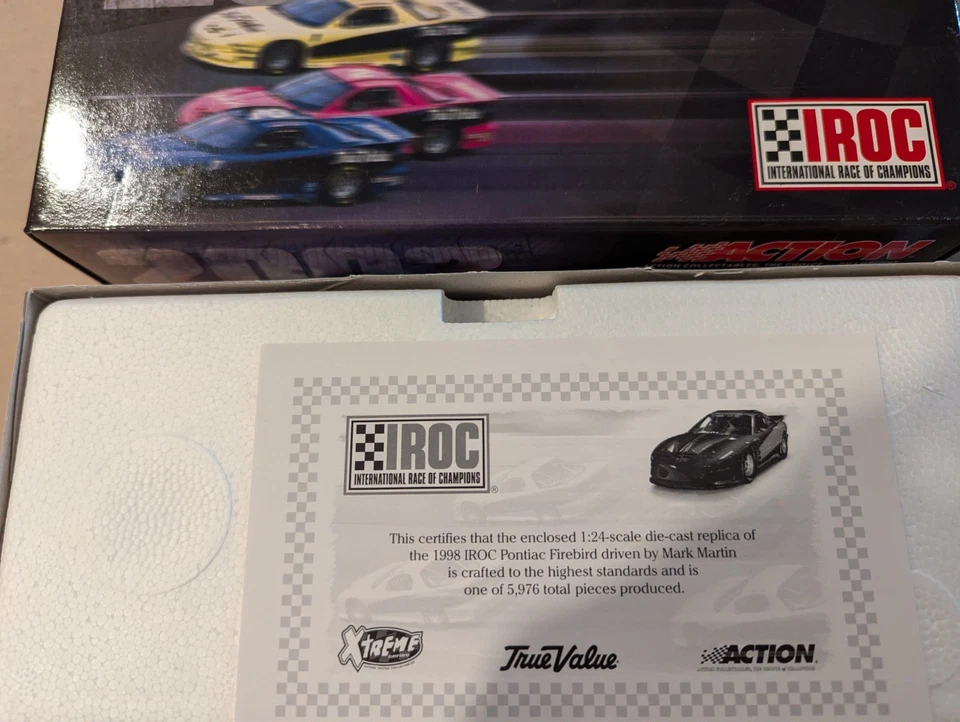 IROC
INTERNATIONAL RACE OF CHAMPIONS
ACTION
IROC
INTERNATIONAL RACE OF CHAMPIONS
This certifies that the enclosed 1:24-scale die-cast replica of
the 1998 IROC Pontiac Firebird driven by Mark Martin
is crafted to the highest standards and is
one of 5,976 total pieces produced.
XTREME
TrueValue
ACTION